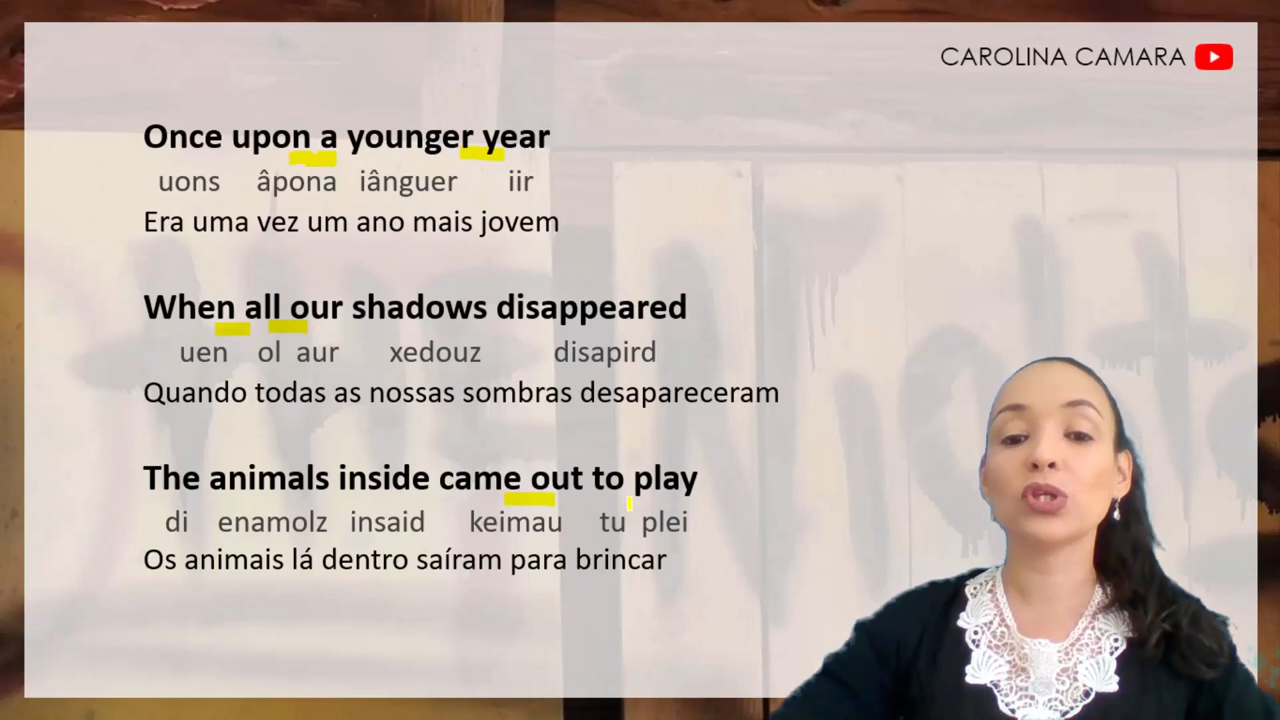 CAROLINA CAMARA
Once upon a younger year
uons âpona iânguer iir
Era uma vez um ano mais jovem
When all our shadows disappeared
uen ol aur xedouz disapird
Quando todas as nossas sombras desapareceram
The animals inside came out to play
di enamolz insaid keimau tu plei
Os animais lá dentro saíram para brincar